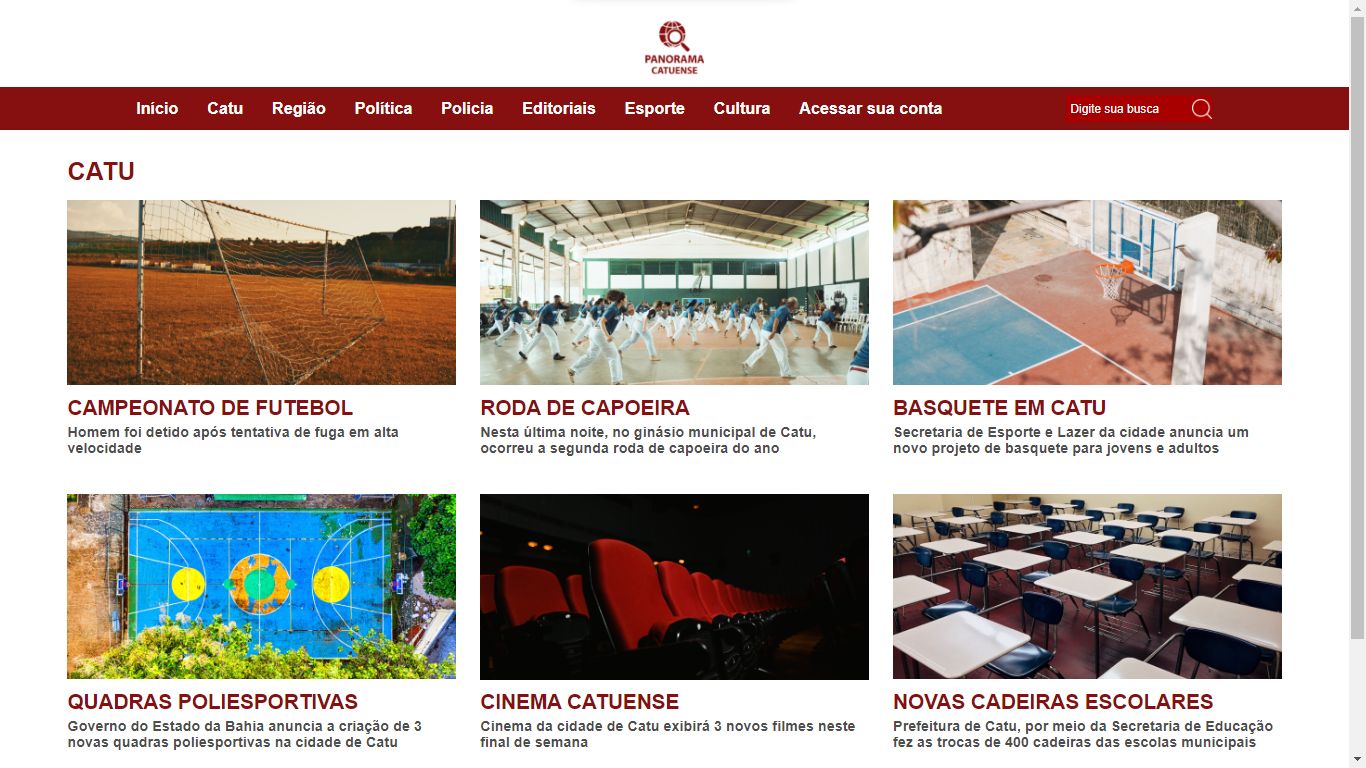 PANORAMA
CATUENSE
Início Catu Região Política Policia Editoriais Esporte Cultura Acessar sua conta Digite sua busca
CATU
CAMPEONATO DE FUTEBOL
Homem foi detido após tentativa de fuga em alta
velocidade
RODA DE CAPOEIRA
Nesta última noite, no ginásio municipal de Catu,
ocorreu a segunda roda de capoeira do ano
BASQUETE EM CATU
Secretaria de Esporte e Lazer da cidade anuncia um
novo projeto de basquete para jovens e adultos
QUADRAS POLIESPORTIVAS
Governo do Estado da Bahia anuncia a criação de 3
novas quadras poliesportivas na cidade de Catu
CINEMA CATUENSE
Cinema da cidade de Catu exibirá 3 novos filmes neste
final de semana
NOVAS CADEIRAS ESCOLARES
Prefeitura de Catu, por meio da Secretaria de Educação
fez as trocas de 400 cadeiras das escolas municipais